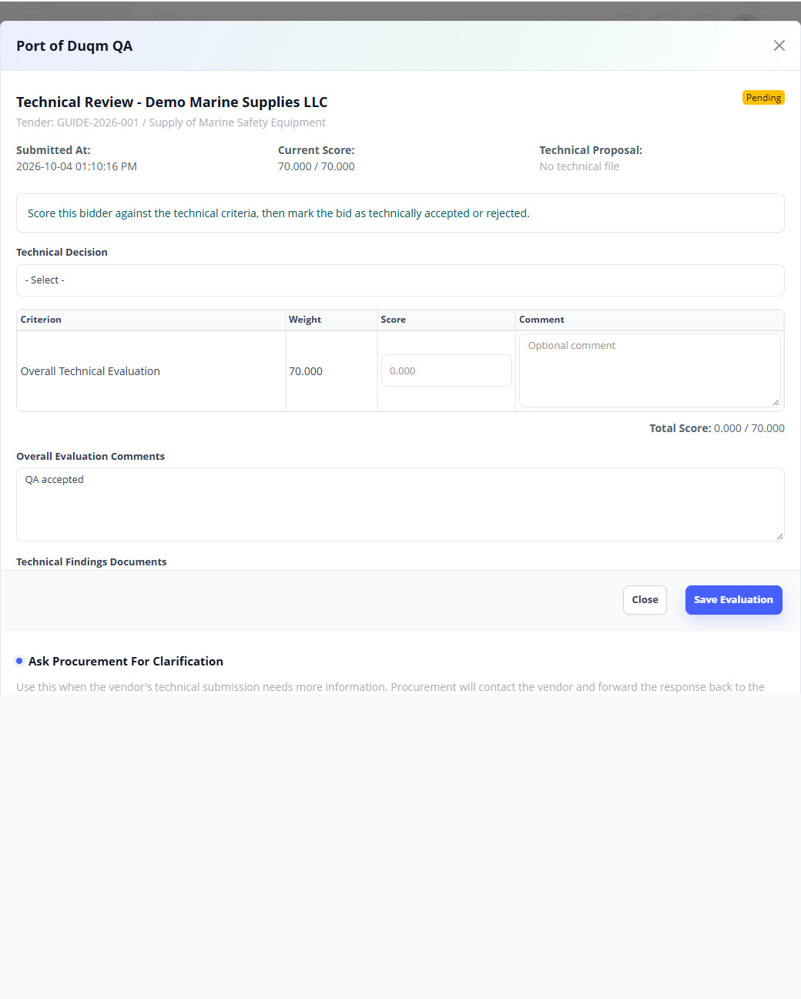 Port of Duqm QA
Technical Review - Demo Marine Supplies LLC
Pending
Tender: GUIDE-2026-001 / Supply of Marine Safety Equipment
Submitted At:
2026-10-04 01:10:16 PM
Current Score:
70.000 / 70.000
Technical Proposal:
No technical file
Score this bidder against the technical criteria, then mark the bid as technically accepted or rejected.
Technical Decision
- Select -
Criterion Weight Score Comment
Overall Technical Evaluation 70.000 0.000 Optional comment
Total Score: 0.000 / 70.000
Overall Evaluation Comments
QA accepted
Technical Findings Documents
Close Save Evaluation
Ask Procurement For Clarification
Use this when the vendor's technical submission needs more information. Procurement will contact the vendor and forward the response back to the